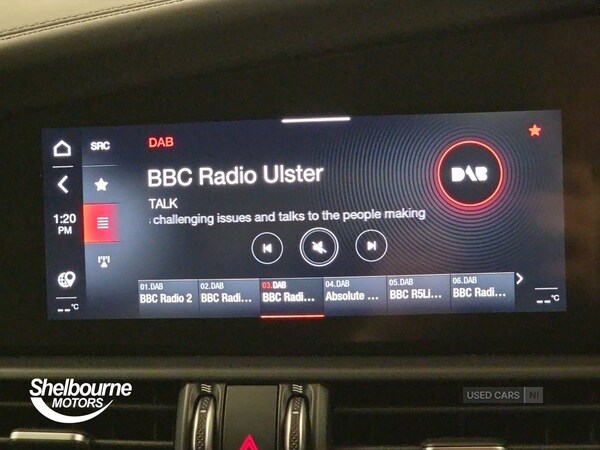 SRC
DAB
BBC Radio Ulster
TALK
challenging issues and talks to the people making
DAB
1:20
PM
--°C
01.DAB
BBC Radio 2
02.DAB
BBC Radi...
03.DAB
BBC Radi...
04.DAB
Absolute ...
05.DAB
BBC R5Li...
06.DAB
BBC Radi...
--°C
Shelbourne
MOTORS
USED CARS NI